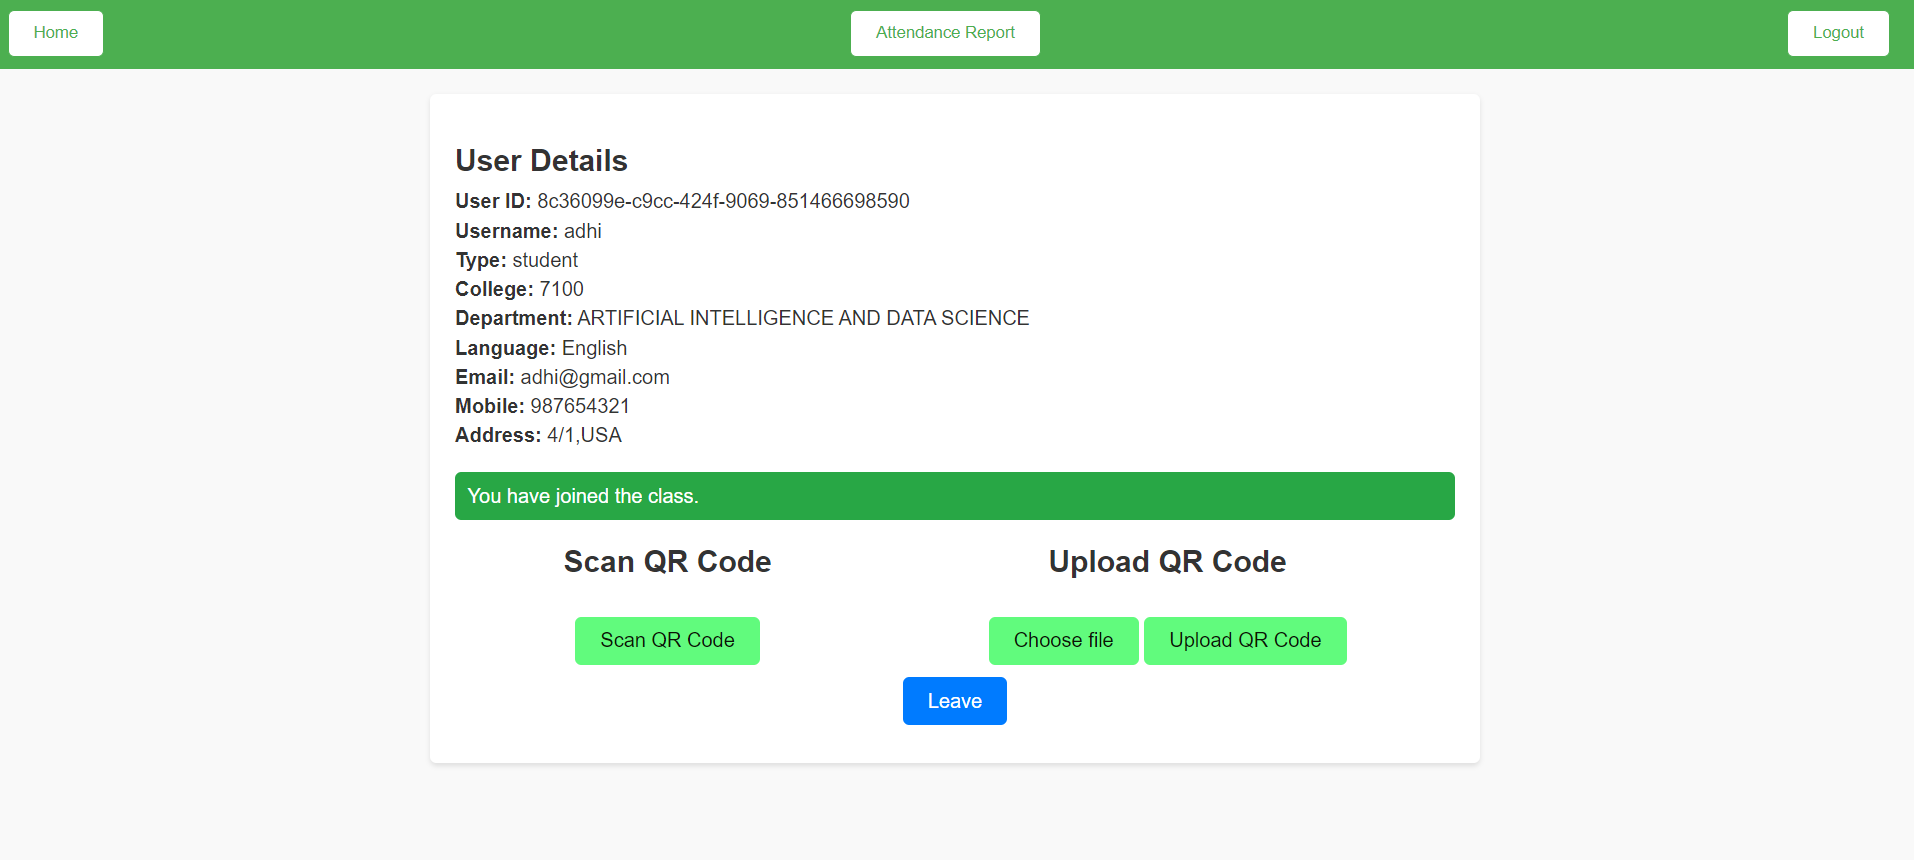 Home Attendance Report Logout
User Details
User ID: 8c36099e-c9cc-424f-9069-851466698590
Username: adhi
Type: student
College: 7100
Department: ARTIFICIAL INTELLIGENCE AND DATA SCIENCE
Language: English
Email: adhi@gmail.com
Mobile: 987654321
Address: 4/1,USA
You have joined the class.
Scan QR Code Upload QR Code
Scan QR Code Choose file Upload QR Code
Leave